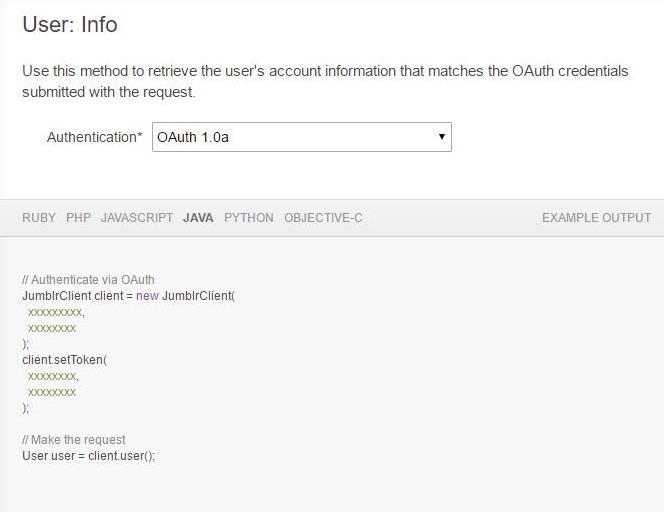 User: Info
Use this method to retrieve the user's account information that matches the OAuth credentials
submitted with the request.
Authentication* OAuth 1.0a
RUBY PHP JAVASCRIPT JAVA PYTHON OBJECTIVE-C EXAMPLE OUTPUT
// Authenticate via OAuth
JumblrClient client = new JumblrClient(
xxxxxxxxx,
xxxxxxxx
);
client.setToken(
xxxxxxxx,
xxxxxxxx
);
// Make the request
User user = client.user();